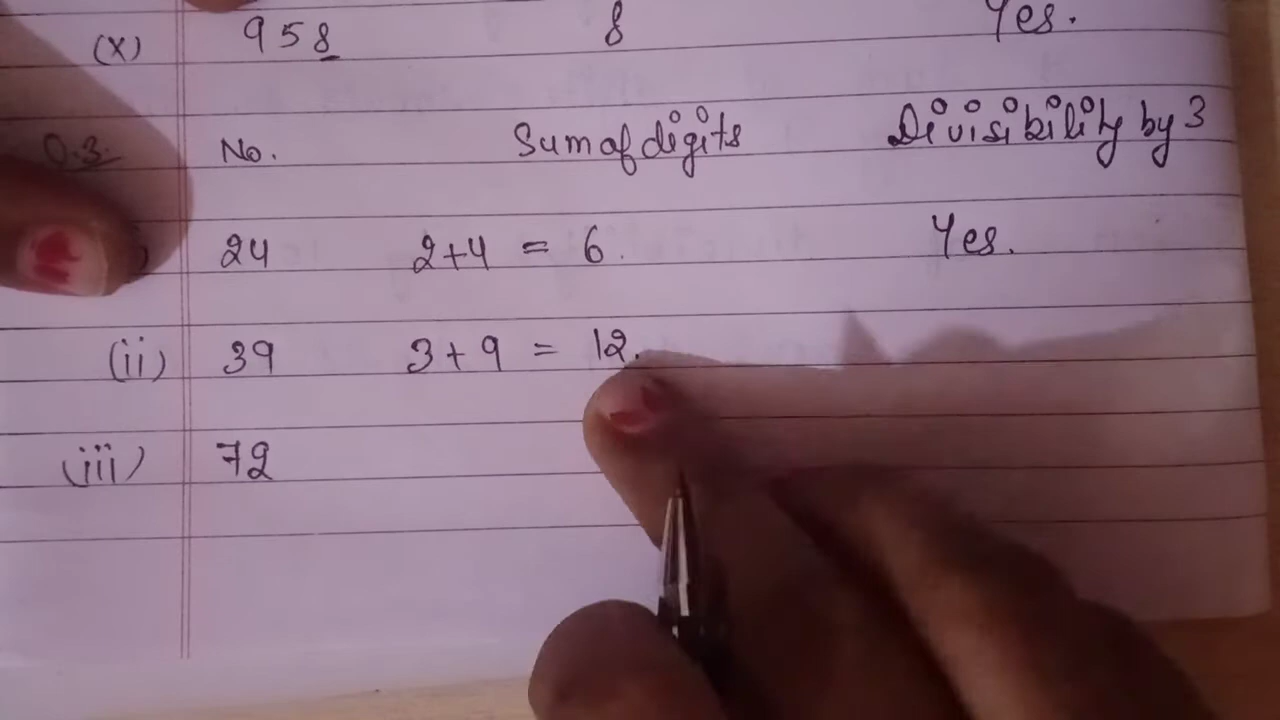 (x) 958 8 Yes.
Q.3. No. Sum of digits Divisibility by 3
) 24 2+4 = 6. Yes.
(ii) 39 3+9 = 12.
(iii) 72